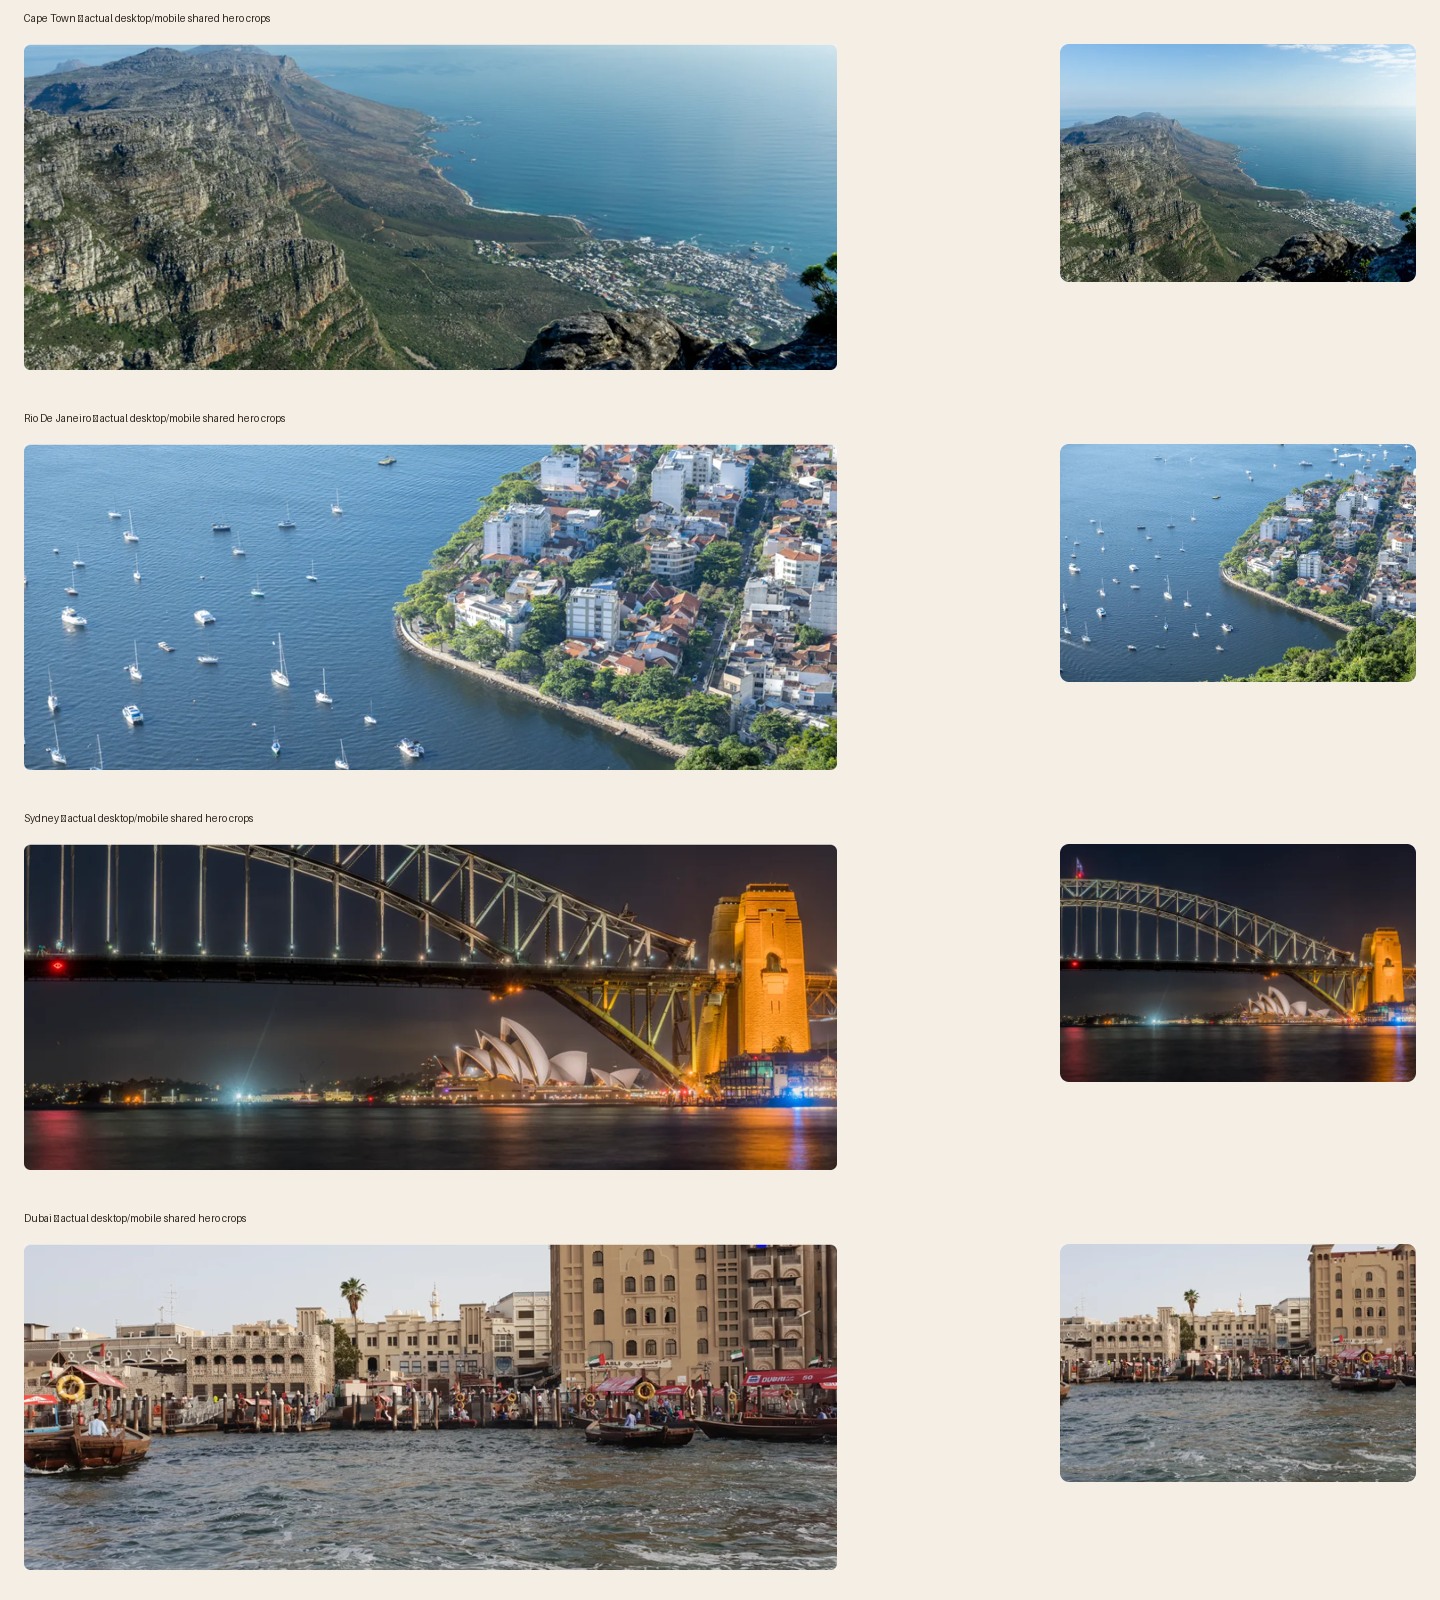 Cape Town ▯ actual desktop/mobile shared hero crops
Rio De Janeiro ▯ actual desktop/mobile shared hero crops
Sydney ▯ actual desktop/mobile shared hero crops
Dubai ▯ actual desktop/mobile shared hero crops
DUBAI